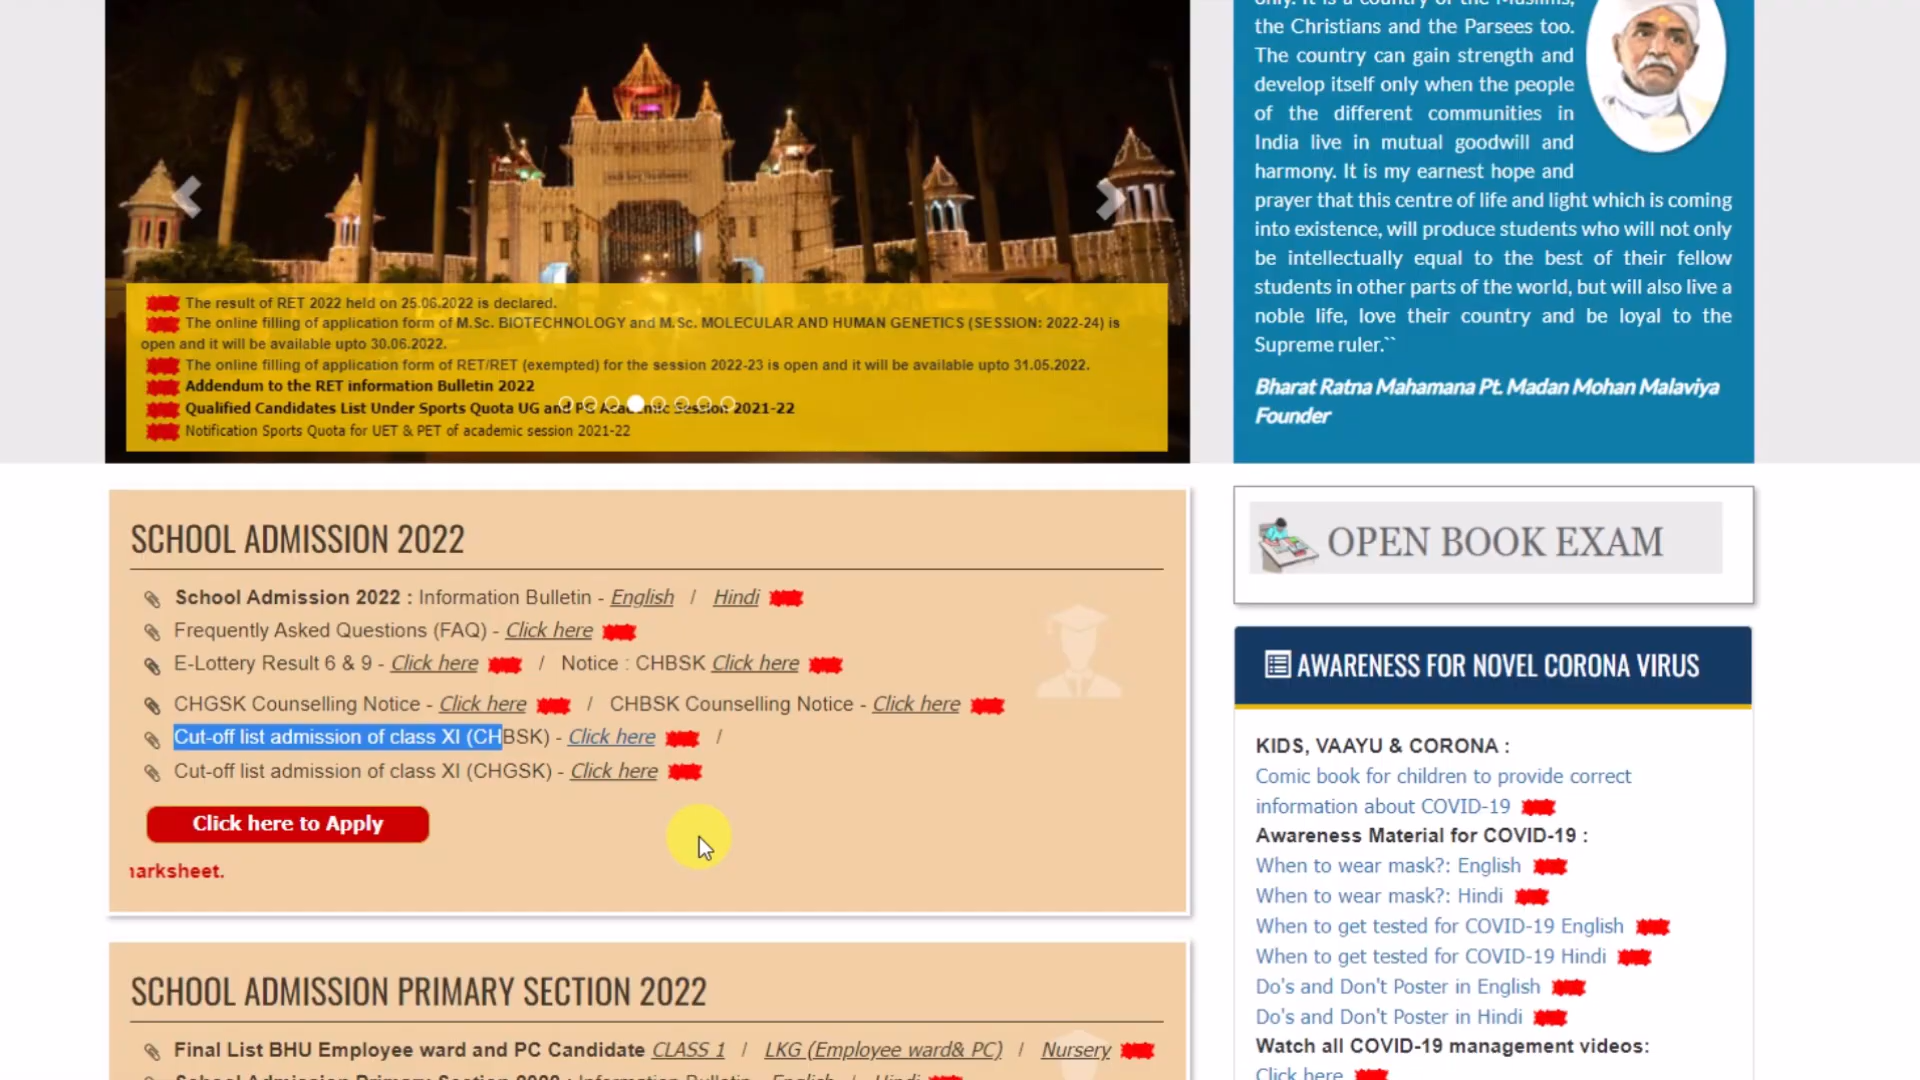 only. It is a country of the Muslims,
the Christians and the Parsees too.
The country can gain strength and
develop itself only when the people
of the different communities in
India live in mutual goodwill and
harmony. It is my earnest hope and
prayer that this centre of life and light which is coming
into existence, will produce students who will not only
be intellectually equal to the best of their fellow
students in other parts of the world, but will also live a
noble life, love their country and be loyal to the
Supreme ruler.``
Bharat Ratna Mahamana Pt. Madan Mohan Malaviya
Founder
The result of RET 2022 held on 25.06.2022 is declared.
The online filling of application form of M.Sc. BIOTECHNOLOGY and M.Sc. MOLECULAR AND HUMAN GENETICS (SESSION: 2022-24) is
open and it will be available upto 30.06.2022.
The online filling of application form of RET/RET (exempted) for the session 2022-23 is open and it will be available upto 31.05.2022.
Addendum to the RET information Bulletin 2022
Qualified Candidates List Under Sports Quota UG and PG Academic Session 2021-22
Notification Sports Quota for UET & PET of academic session 2021-22
SCHOOL ADMISSION 2022
School Admission 2022 : Information Bulletin - English / Hindi
Frequently Asked Questions (FAQ) - Click here
E-Lottery Result 6 & 9 - Click here / Notice : CHBSK Click here
CHGSK Counselling Notice - Click here / CHBSK Counselling Notice - Click here
Cut-off list admission of class XI (CHBSK) - Click here /
Cut-off list admission of class XI (CHGSK) - Click here
Click here to Apply
arksheet.
SCHOOL ADMISSION PRIMARY SECTION 2022
Final List BHU Employee ward and PC Candidate CLASS 1 / LKG (Employee ward& PC) / Nursery
School Admission Primary Section 2022 : Information Bulletin - English / Hindi
OPEN BOOK EXAM
AWARENESS FOR NOVEL CORONA VIRUS
KIDS, VAAYU & CORONA :
Comic book for children to provide correct
information about COVID-19
Awareness Material for COVID-19 :
When to wear mask?: English
When to wear mask?: Hindi
When to get tested for COVID-19 English
When to get tested for COVID-19 Hindi
Do's and Don't Poster in English
Do's and Don't Poster in Hindi
Watch all COVID-19 management videos:
Click here